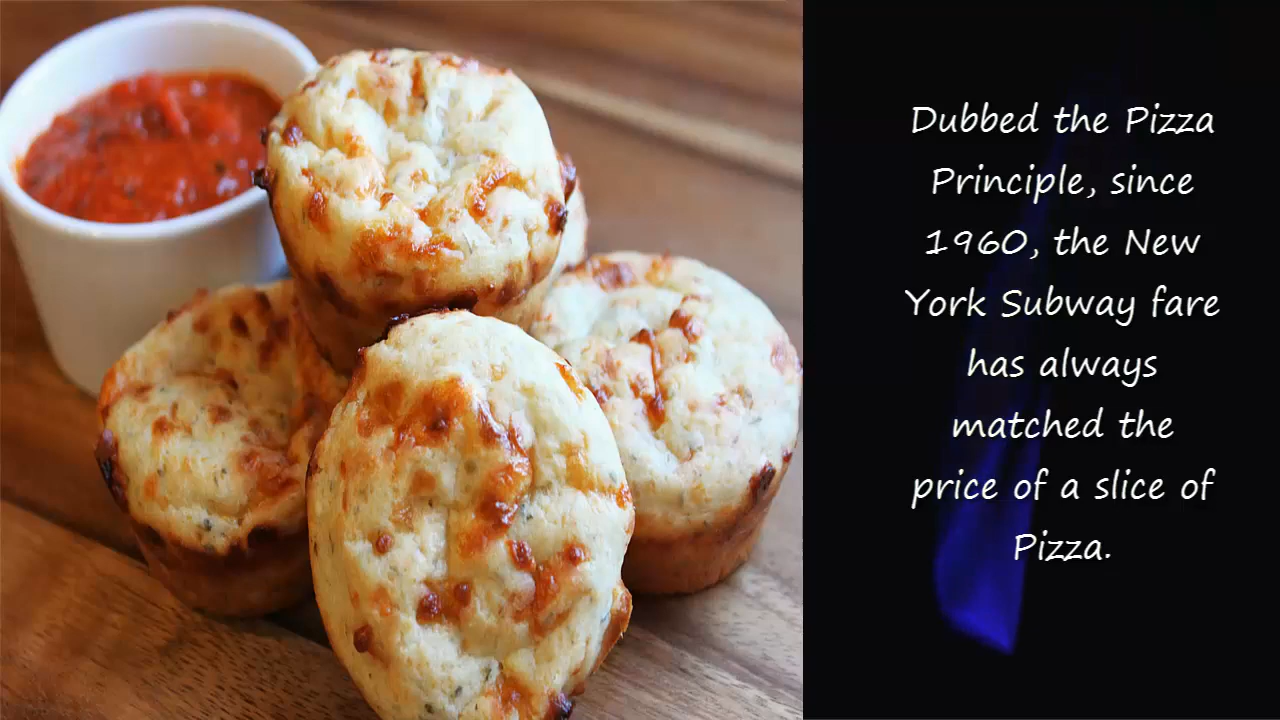 Dubbed the Pizza
Principle, since
1960, the New
York Subway fare
has always
matched the
price of a slice of
Pizza.